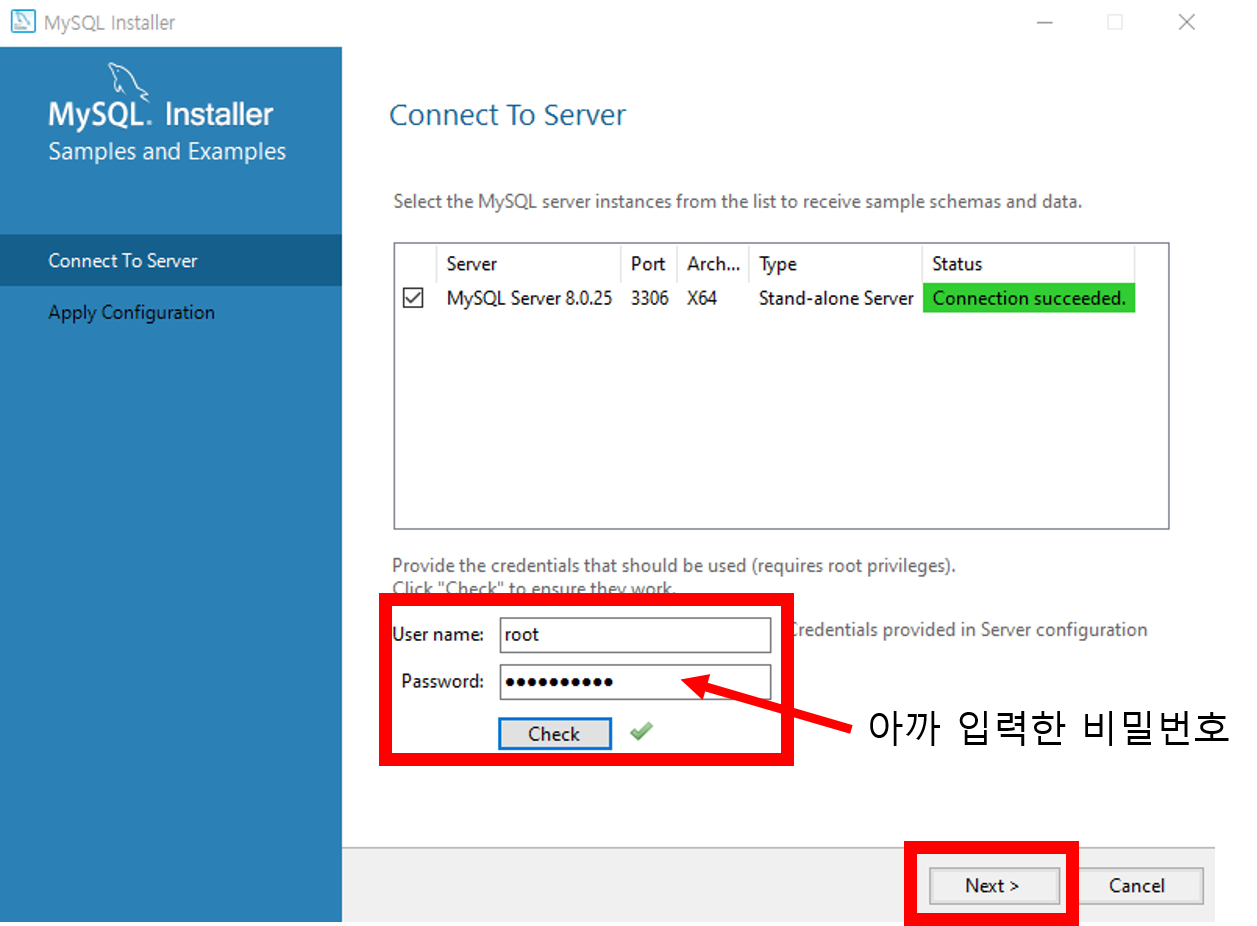 MySQL Installer
MySQL. Installer
Samples and Examples
Connect To Server
Apply Configuration
Connect To Server
Select the MySQL server instances from the list to receive sample schemas and data.
Server Port Arch... Type Status
MySQL Server 8.0.25 3306 X64 Stand-alone Server Connection succeeded.
Provide the credentials that should be used (requires root privileges).
Click "Check" to ensure they work.
User name: root Credentials provided in Server configuration
Password: ●●●●●●●●●●
Check
아까 입력한 비밀번호
Next > Cancel